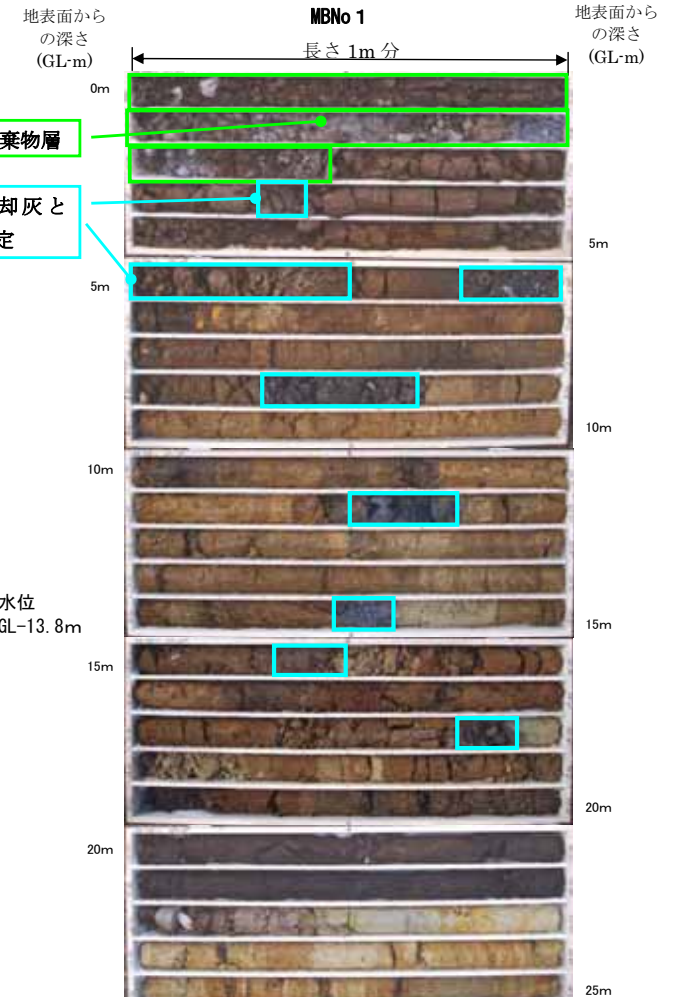 地表面から
の深さ
(GL-m)
MBNo 1
地表面から
の深さ
(GL-m)
長さ 1m 分
0m
棄物層
却灰と
定
5m
5m
10m
10m
水位
GL-13.8m
15m
15m
20m
20m
25m